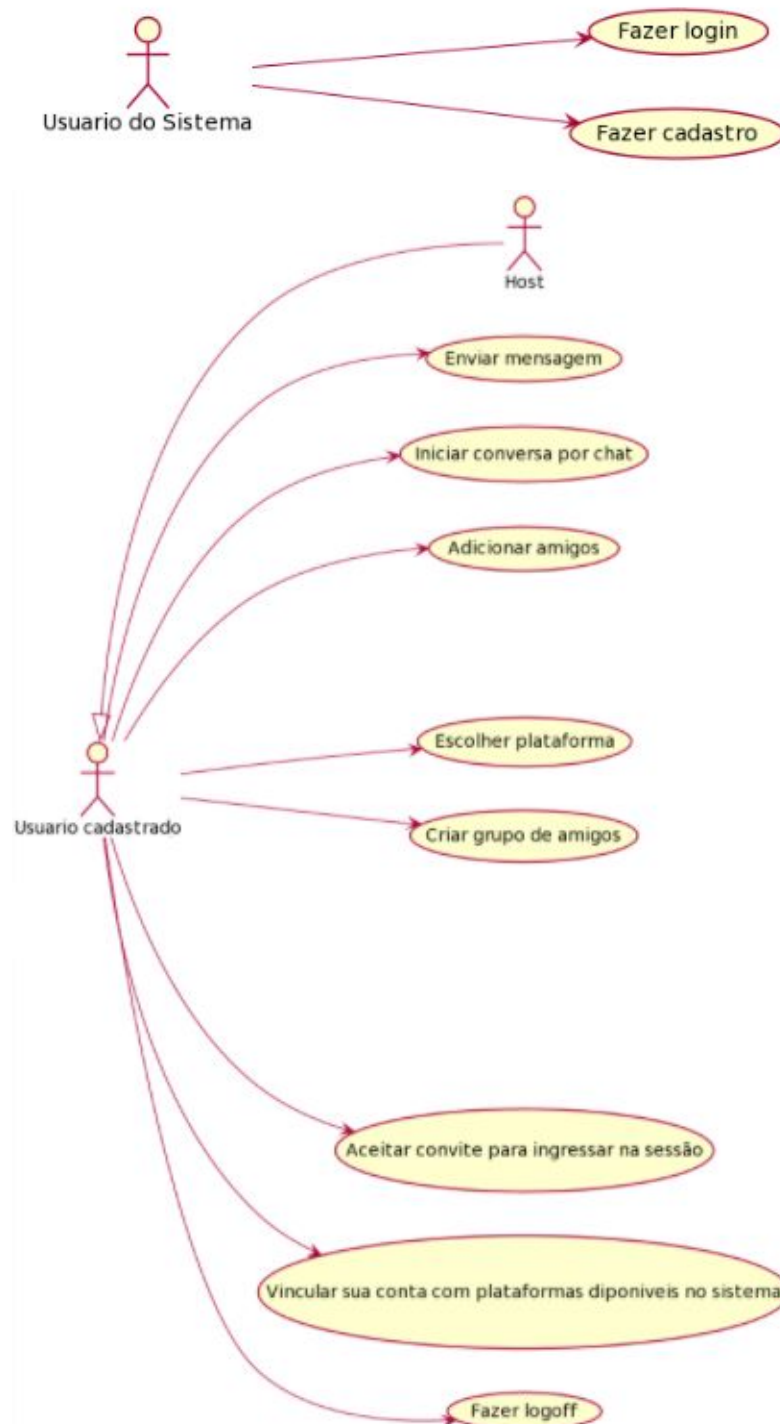 Fazer login
Usuario do Sistema
Fazer cadastro
Host
Enviar mensagem
Iniciar conversa por chat
Adicionar amigos
Escolher plataforma
Usuario cadastrado
Criar grupo de amigos
Aceitar convite para ingressar na sessão
Vincular sua conta com plataformas diponiveis no sistema
Fazer logoff